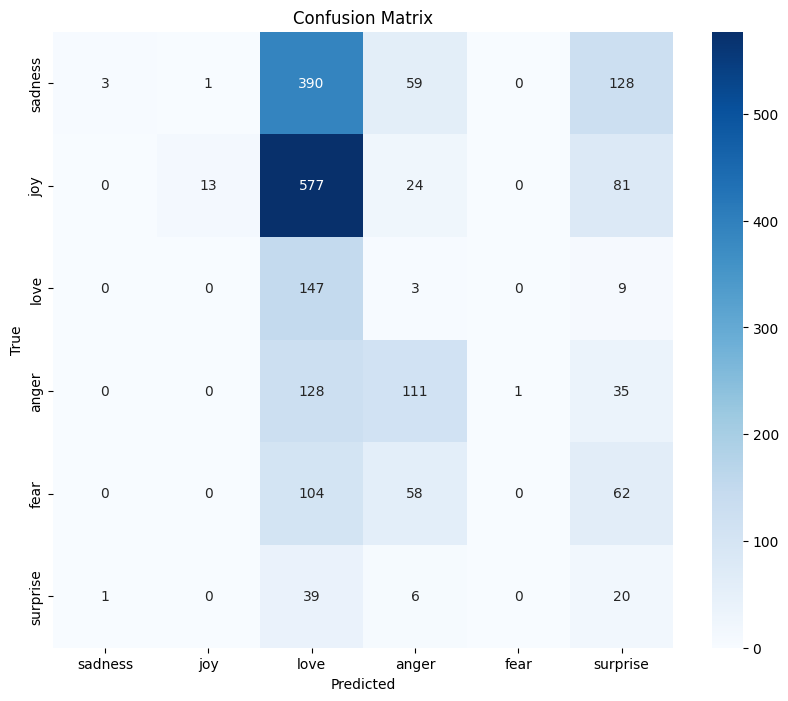 Confusion Matrix
sadness 3 1 390 59 0 128
joy 0 13 577 24 0 81
love 0 0 147 3 0 9
anger 0 0 128 111 1 35
fear 0 0 104 58 0 62
surprise 1 0 39 6 0 20
True
sadness joy love anger fear surprise
Predicted
500
400
300
200
100
0